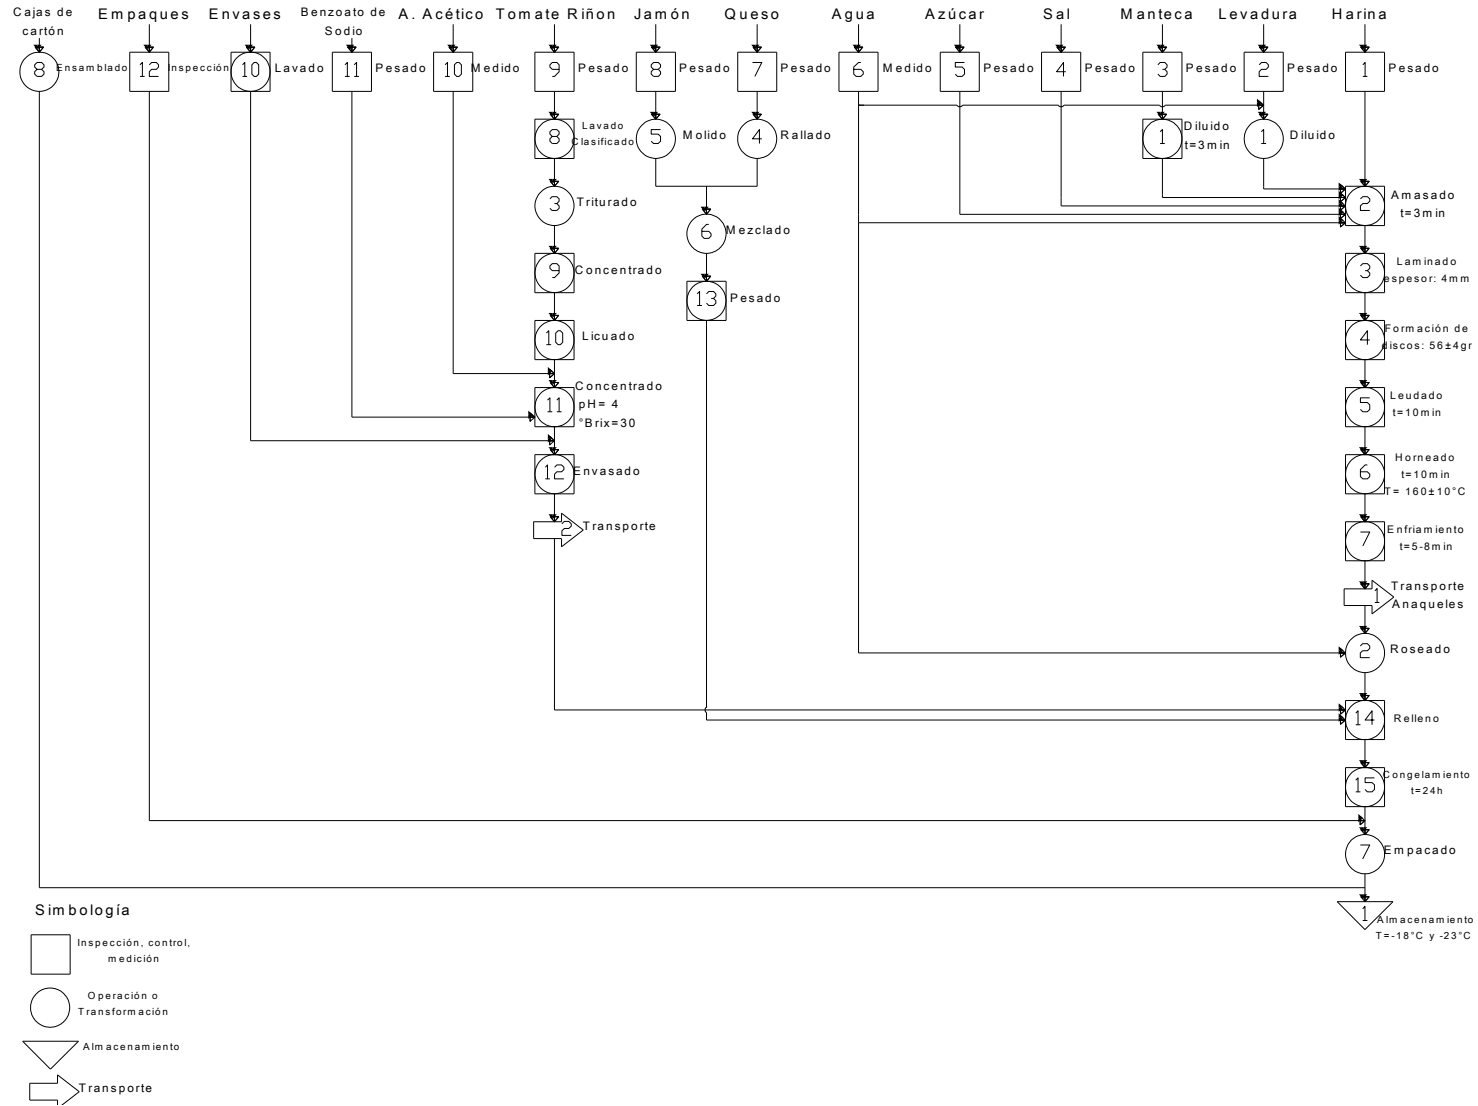 Cajas de
cartón
Empaques
Envases
Benzoato de
Sodio
A. Acético
Tomate Riñon
Jamón
Queso
Agua
Azúcar
Sal
Manteca
Levadura
Harina
8
Ensamblado
12
Inspección
10
Lavado
11
Pesado
10
Medido
9
Pesado
8
Pesado
7
Pesado
6
Medido
5
Pesado
4
Pesado
3
Pesado
2
Pesado
1
Pesado
8
Lavado
Clasificado
5
Molido
4
Rallado
1
Diluido
t=3min
1
Diluido
3
Triturado
6
Mezclado
2
Amasado
t=3min
9
Concentrado
13
Pesado
3
Laminado
espesor: 4mm
10
Licuado
4
Formación de
discos: 56±4gr
11
Concentrado
pH= 4
°Brix=30
5
Leudado
t=10min
12
Envasado
6
Horneado
t=10min
T= 160±10°C
2
Transporte
7
Enfriamiento
t=5-8min
1
Transporte
Anaqueles
2
Roseado
14
Relleno
15
Congelamiento
t=24h
7
Empacado
1
Almacenamiento
T=-18°C y -23°C
Simbología
Inspección, control,
medición
Operación o
Transformación
Almacenamiento
Transporte